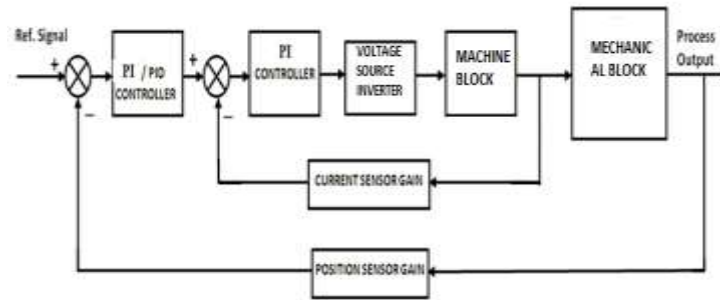 Ref. Signal
+
−
PI / PID
CONTROLLER
+
−
PI
CONTROLLER
VOLTAGE
SOURCE
INVERTER
MACHINE
BLOCK
MECHANIC
AL BLOCK
Process
Output
CURRENT SENSOR GAIN
POSITION SENSOR GAIN